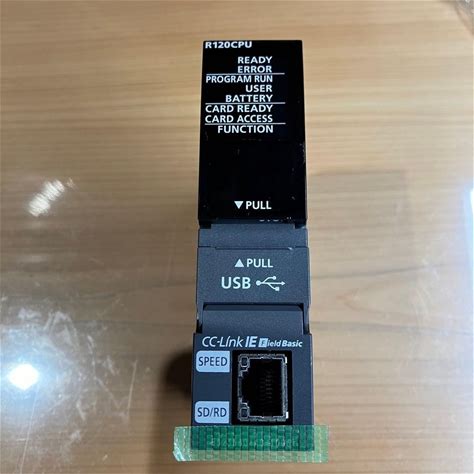 R120CPU
READY
ERROR
PROGRAM RUN
USER
BATTERY
CARD READY
CARD ACCESS
FUNCTION
▼PULL
▲PULL
USB
CC-Link IE Field Basic
SPEED
SD/RD